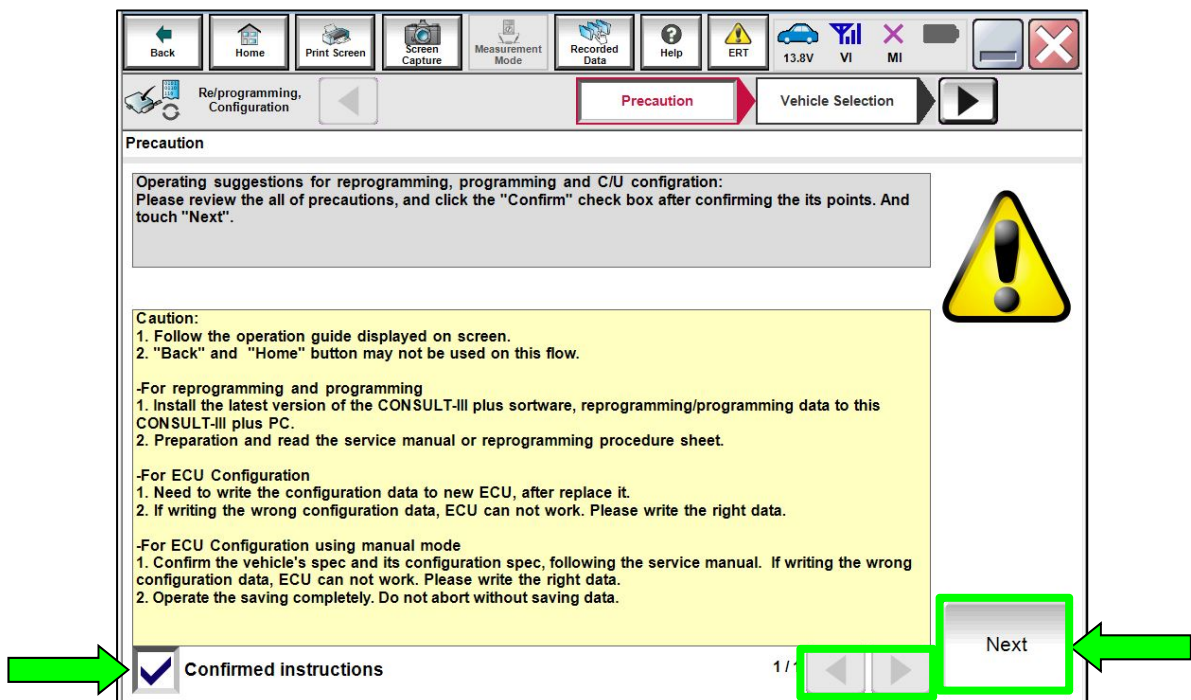 Back
Home
Print Screen
Screen
Capture
Measurement
Mode
Recorded
Data
Help
ERT
13.8V
VI
MI
Re/programming,
Configuration
Precaution
Vehicle Selection
Precaution
Operating suggestions for reprogramming, programming and C/U configration:
Please review the all of precautions, and click the "Confirm" check box after confirming the its points. And
touch "Next".
Caution:
1. Follow the operation guide displayed on screen.
2. "Back" and "Home" button may not be used on this flow.
-For reprogramming and programming
1. Install the latest version of the CONSULT-III plus sortware, reprogramming/programming data to this
CONSULT-III plus PC.
2. Preparation and read the service manual or reprogramming procedure sheet.
-For ECU Configuration
1. Need to write the configuration data to new ECU, after replace it.
2. If writing the wrong configuration data, ECU can not work. Please write the right data.
-For ECU Configuration using manual mode
1. Confirm the vehicle's spec and its configuration spec, following the service manual. If writing the wrong
configuration data, ECU can not work. Please write the right data.
2. Operate the saving completely. Do not abort without saving data.
Confirmed instructions
1/
Next